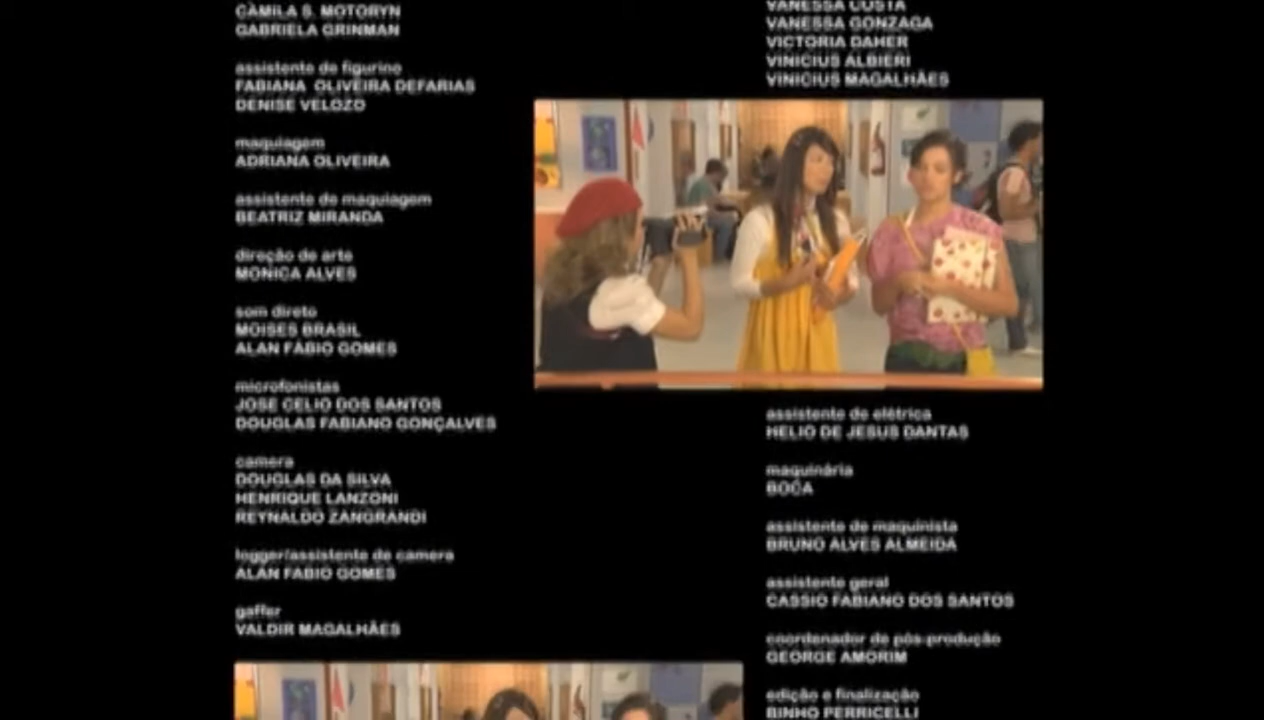 CAMILA S. MOTORYN
GABRIELA GRINMAN
assistente de figurino
FABIANA OLIVEIRA DEFARIAS
DENISE VELOZO
maquiagem
ADRIANA OLIVEIRA
assistente de maquiagem
BEATRIZ MIRANDA
direção de arte
MONICA ALVES
som direto
MOISES BRASIL
ALAN FABIO GOMES
microfonistas
JOSE CELIO DOS SANTOS
DOUGLAS FABIANO GONÇALVES
camera
DOUGLAS DA SILVA
HENRIQUE LANZONI
REYNALDO ZANGRANDI
logger/assistente de camera
ALAN FABIO GOMES
gaffer
VALDIR MAGALHÃES
VANESSA COSTA
VANESSA GONZAGA
VICTORIA DAHER
VINICIUS ALBIERI
VINICIUS MAGALHÃES
assistente de elétrica
HELIO DE JESUS DANTAS
maquinária
BOCA
assistente de maquinista
BRUNO ALVES ALMEIDA
assistente geral
CASSIO FABIANO DOS SANTOS
coordenador de pós-produção
GEORGE AMORIM
edição e finalização
BINHO PERRICELLI